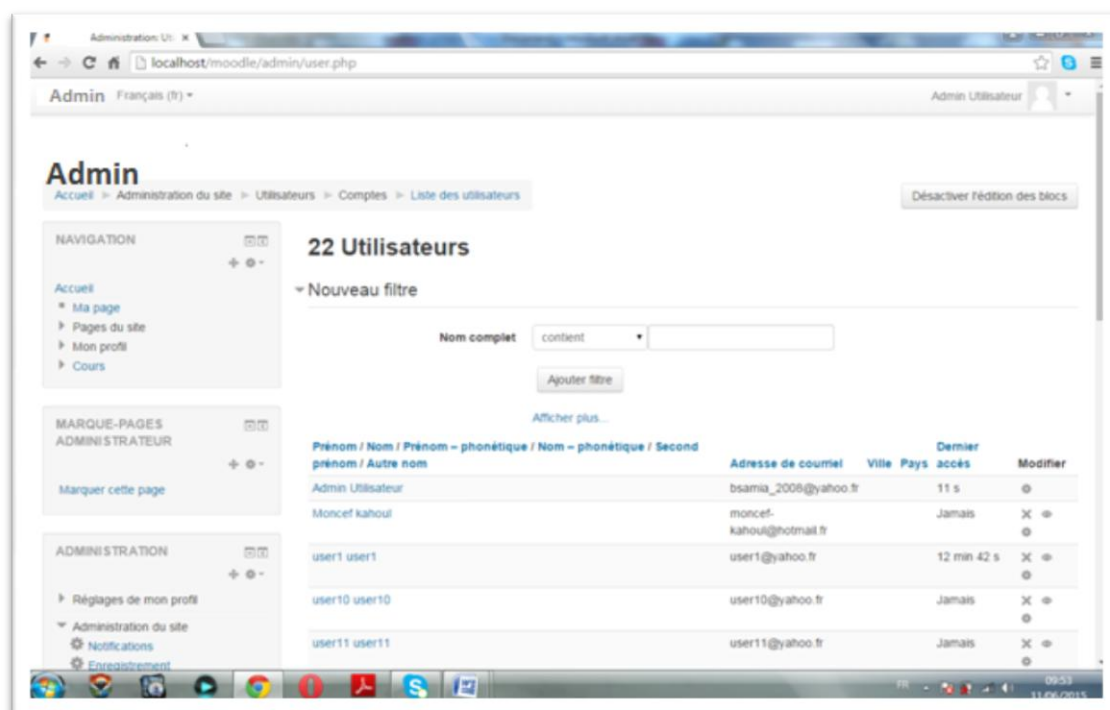 Administration: Uti
localhost/moodle/admin/user.php
Admin Français (fr)
Admin Utilisateur
Admin
Accueil Administration du site Utilisateurs Comptes Liste des utilisateurs
Désactiver l'édition des blocs
NAVIGATION
Accueil
Ma page
Pages du site
Mon profil
Cours
MARQUE-PAGES
ADMINISTRATEUR
Marquer cette page
ADMINISTRATION
Réglages de mon profil
Administration du site
Notifications
Enregistrement
22 Utilisateurs
Nouveau filtre
Nom complet contient
Ajouter filtre
Afficher plus...
Prénom / Nom / Prénom – phonétique / Nom – phonétique / Second
prénom / Autre nom Adresse de courriel Ville Pays Dernier
accès Modifier
Admin Utilisateur bsamia_2008@yahoo.fr 11 s
Moncef kahoul moncef-
kahoul@hotmail.fr Jamais
user1 user1 user1@yahoo.fr 12 min 42 s
user10 user10 user10@yahoo.fr Jamais
user11 user11 user11@yahoo.fr Jamais
FR
09:53
11/06/2015